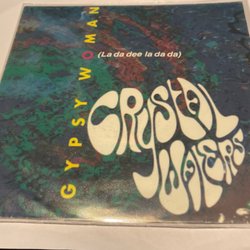 GYPSY WOMAN
(La da dee la da da)
CRYSTAL
WATERS